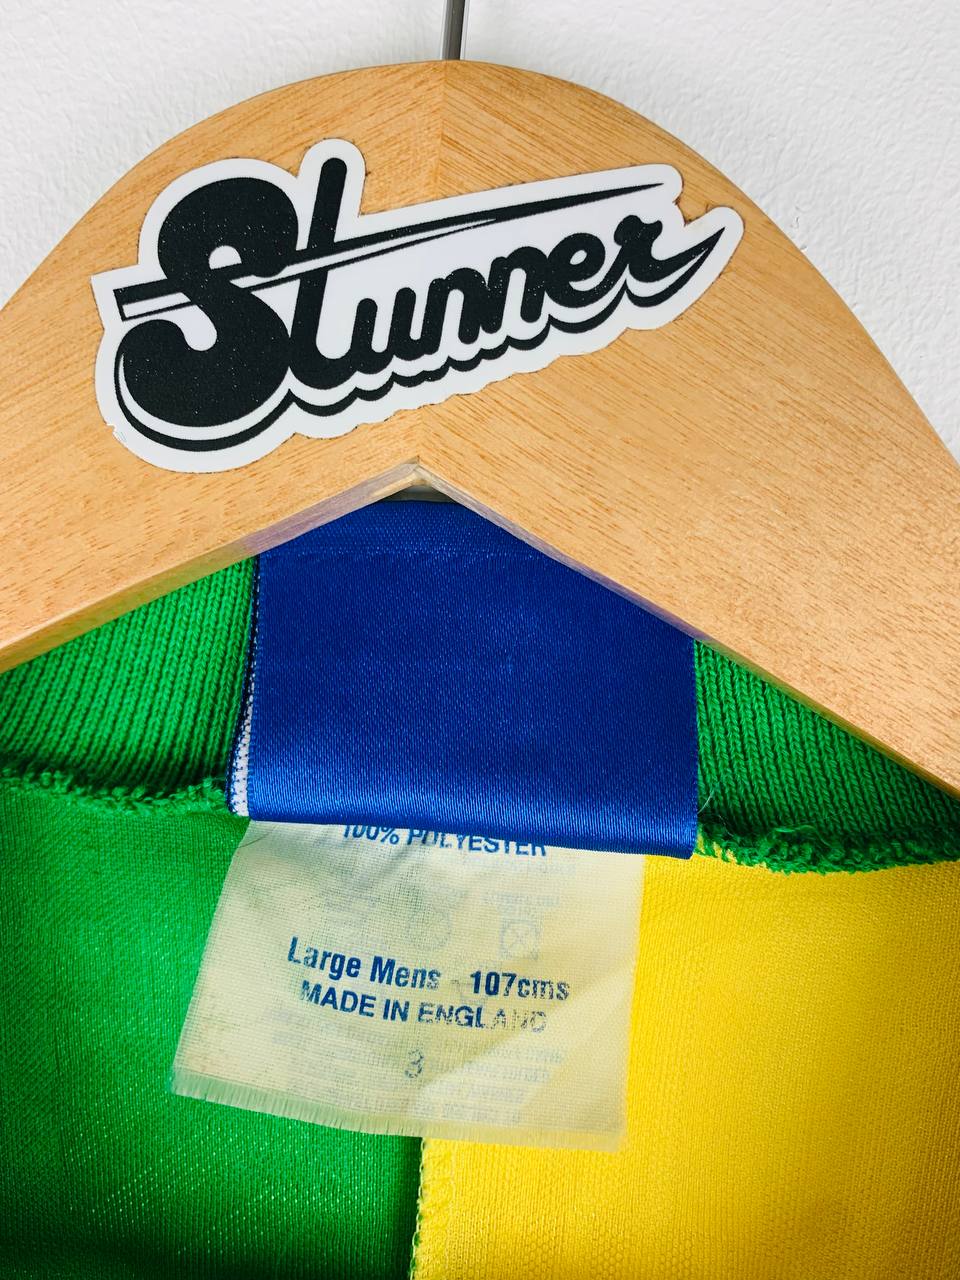 Stunner
100% POLYESTER
Large Mens - 107cms
MADE IN ENGLAND
3